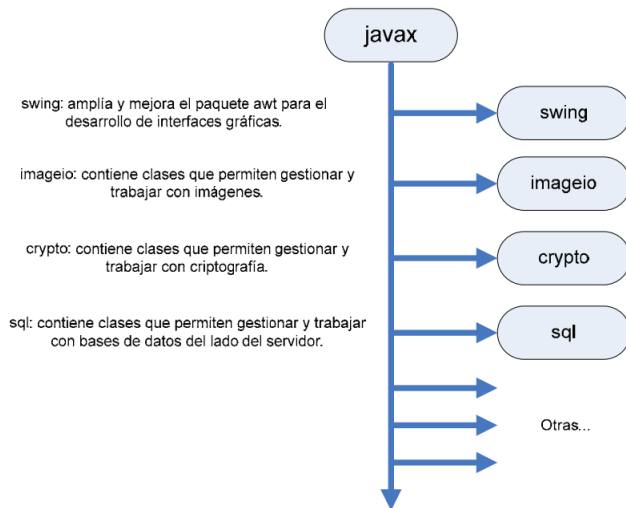 javax
swing: amplía y mejora el paquete awt para el
desarrollo de interfaces gráficas.
swing
imageio: contiene clases que permiten gestionar y
trabajar con imágenes.
imageio
crypto: contiene clases que permiten gestionar y
trabajar con criptografía.
crypto
sql: contiene clases que permiten gestionar y trabajar
con bases de datos del lado del servidor.
sql
Otras...